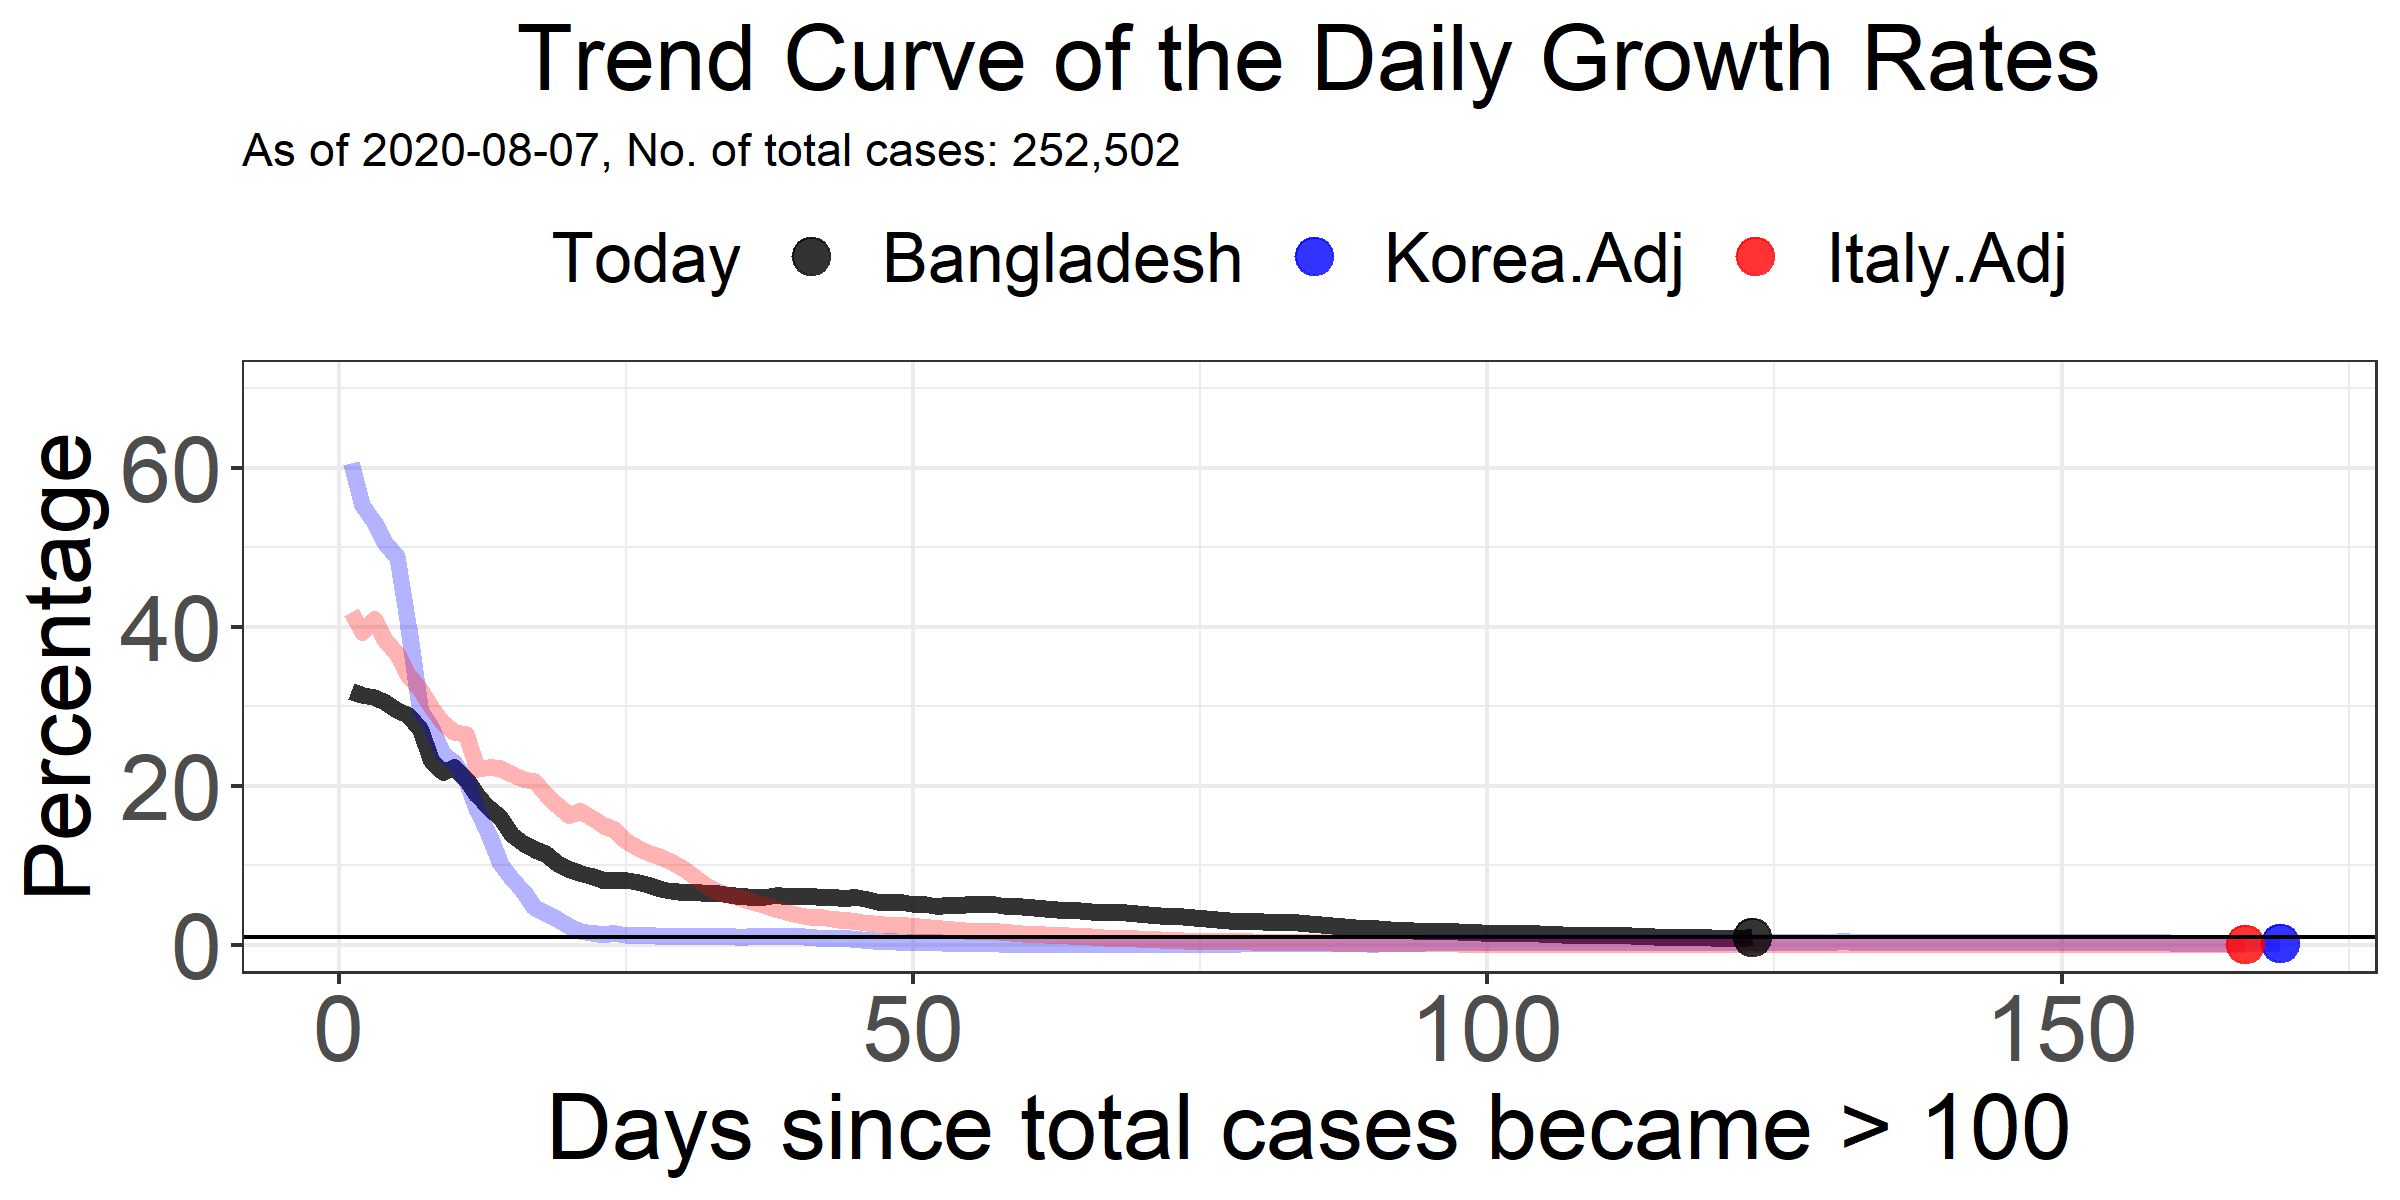 Trend Curve of the Daily Growth Rates
As of 2020-08-07, No. of total cases: 252,502
Today Bangladesh Korea.Adj Italy.Adj
Percentage
60
40
20
0
0 50 100 150
Days since total cases became > 100